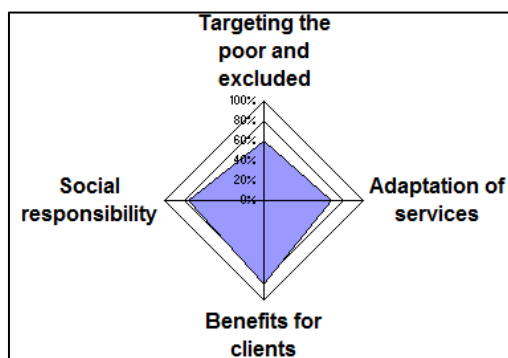 Targeting the
poor and
excluded
100%
80%
60%
40%
20%
0%
Social
responsibility
Adaptation of
services
Benefits for
clients